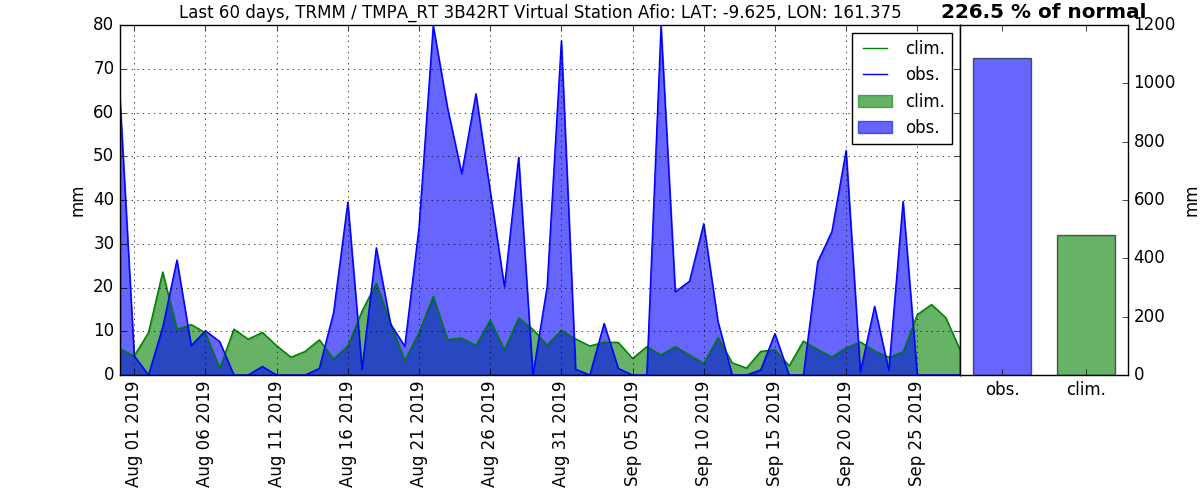 Last 60 days, TRMM / TMPA_RT 3B42RT Virtual Station Afio: LAT: -9.625, LON: 161.375
226.5 % of normal
80
70
60
50
40
30
20
10
0
mm
clim.
obs.
clim.
obs.
1200
1000
800
600
400
200
0
mm
obs.
clim.
Aug 01 2019
Aug 06 2019
Aug 11 2019
Aug 16 2019
Aug 21 2019
Aug 26 2019
Aug 31 2019
Sep 05 2019
Sep 10 2019
Sep 15 2019
Sep 20 2019
Sep 25 2019